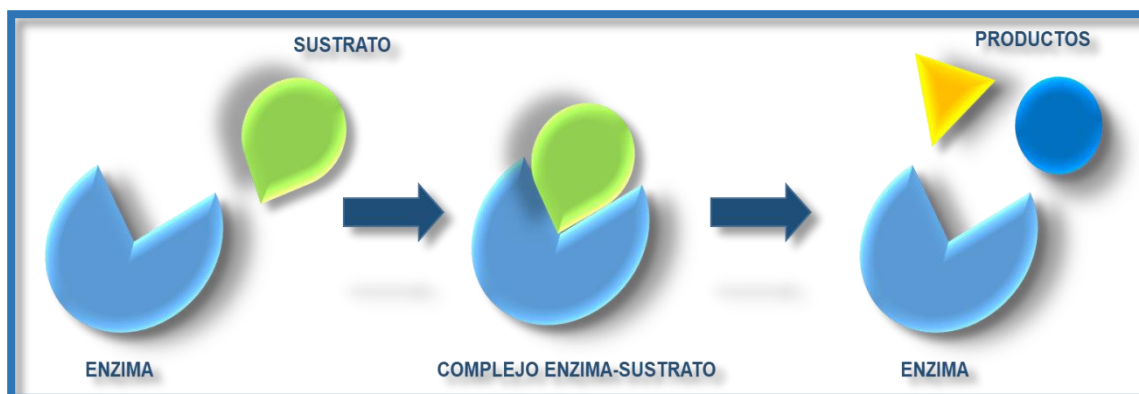 SUSTRATO
PRODUCTOS
ENZIMA
COMPLEJO ENZIMA-SUSTRATO
ENZIMA